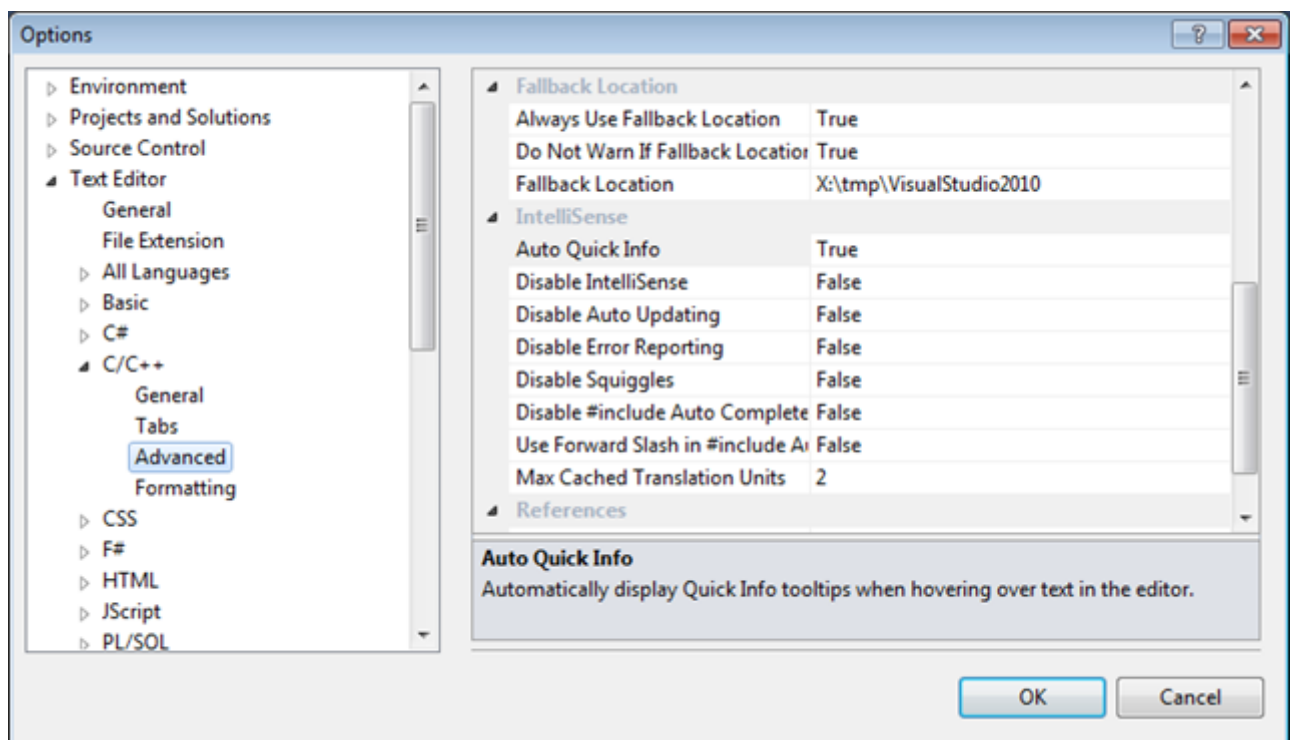 Options
Environment
Projects and Solutions
Source Control
Text Editor
General
File Extension
All Languages
Basic
C#
C/C++
General
Tabs
Advanced
Formatting
CSS
F#
HTML
JScript
PL/SQL
Fallback Location
Always Use Fallback Location True
Do Not Warn If Fallback Location True
Fallback Location X:\tmp\VisualStudio2010
IntelliSense
Auto Quick Info True
Disable IntelliSense False
Disable Auto Updating False
Disable Error Reporting False
Disable Squiggles False
Disable #include Auto Complete False
Use Forward Slash in #include Au False
Max Cached Translation Units 2
References
Auto Quick Info
Automatically display Quick Info tooltips when hovering over text in the editor.
OK Cancel